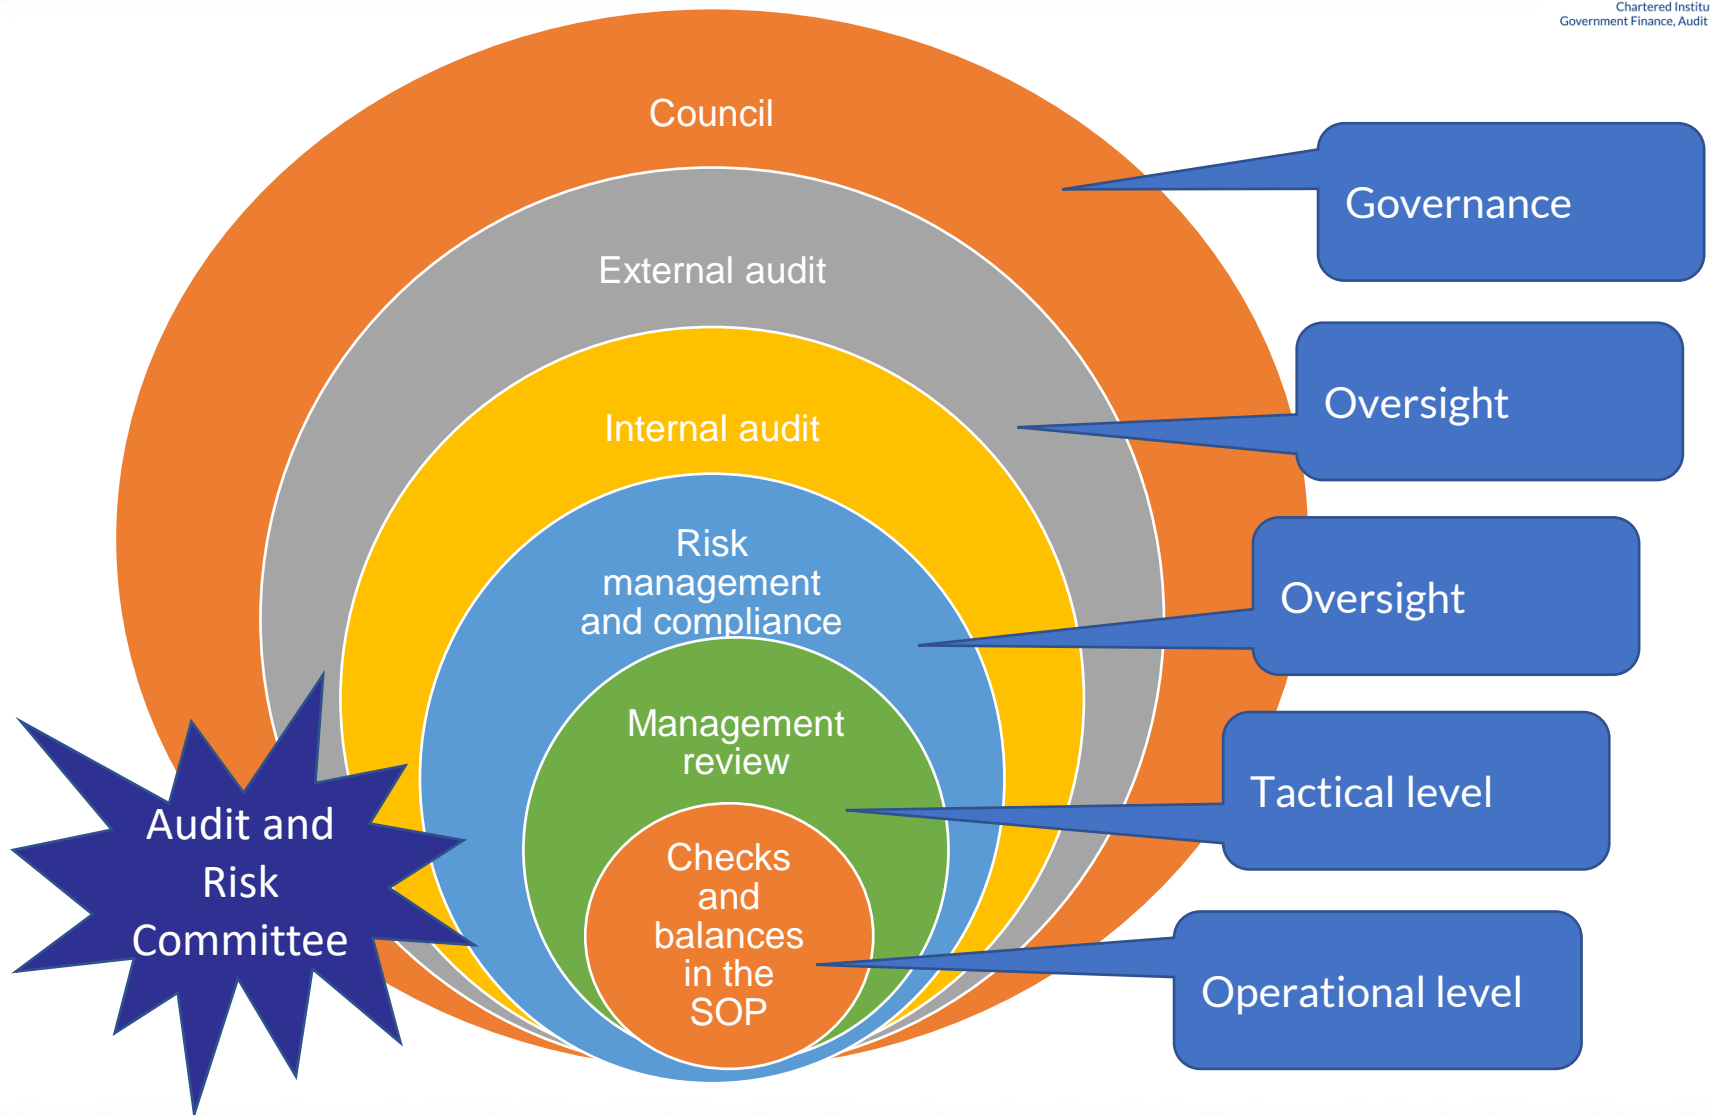 Chartered Institu
Government Finance, Audit
Council
Governance
External audit
Oversight
Internal audit
Risk
management
and compliance
Oversight
Management
review
Tactical level
Audit and
Risk
Committee
Checks
and
balances
in the
SOP
Operational level